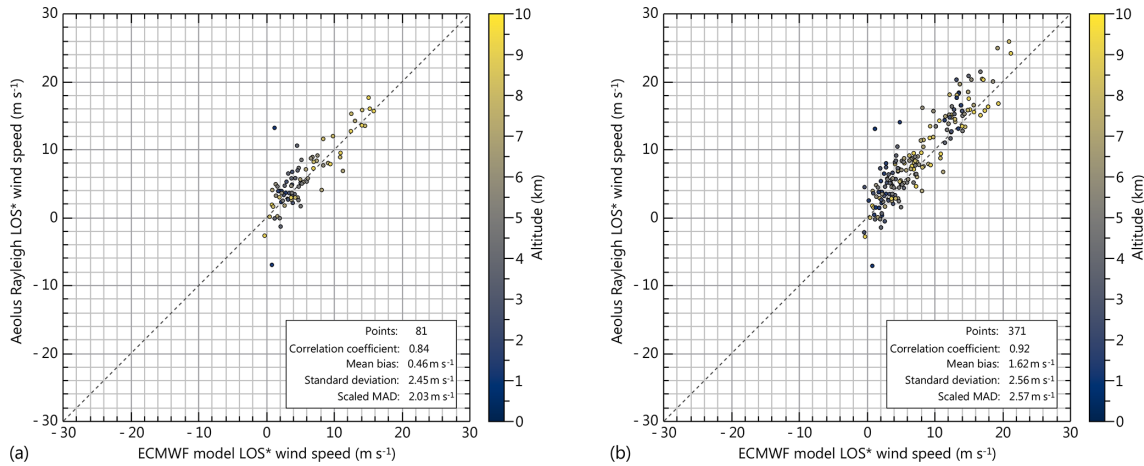 30
20
10
0
- 10
- 20
- 30
- 30
- 20
- 10
0
10
20
30
Aeolus Rayleigh LOS* wind speed (m s⁻¹)
ECMWF model LOS* wind speed (m s⁻¹)
Points: 81
Correlation coefficient: 0.84
Mean bias: 0.46 m s⁻¹
Standard deviation: 2.45 m s⁻¹
Scaled MAD: 2.03 m s⁻¹
10
9
8
7
6
5
4
3
2
1
0
Altitude (km)
(a)
30
20
10
0
- 10
- 20
- 30
- 30
- 20
- 10
0
10
20
30
Aeolus Rayleigh LOS* wind speed (m s⁻¹)
ECMWF model LOS* wind speed (m s⁻¹)
Points: 371
Correlation coefficient: 0.92
Mean bias: 1.62 m s⁻¹
Standard deviation: 2.56 m s⁻¹
Scaled MAD: 2.57 m s⁻¹
10
9
8
7
6
5
4
3
2
1
0
Altitude (km)
(b)